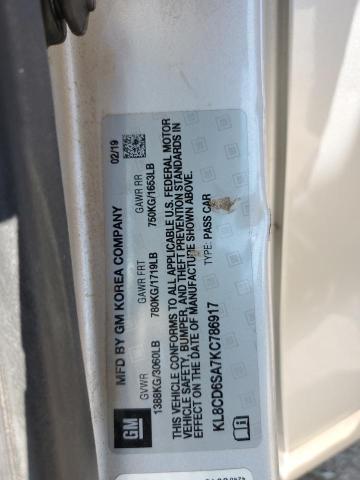 MFD BY GM KOREA COMPANY 02/19
GVWR GAWR FRT GAWR RR
1388KG/3060LB 780KG/1719LB 750KG/1653LB
THIS VEHICLE CONFORMS TO ALL APPLICABLE U.S. FEDERAL MOTOR
VEHICLE SAFETY, BUMPER, AND THEFT PREVENTION STANDARDS IN
EFFECT ON THE DATE OF MANUFACTURE SHOWN ABOVE.
KL8CD6SA7KC786917 TYPE: PASS CAR
GM